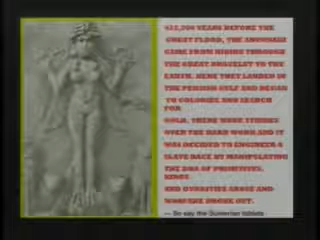 432,000 YEARS BEFORE THE
GREAT FLOOD, THE ANUNNAKI
CAME FROM NIBIRU THROUGH
THE GREAT BRACELET TO THE
EARTH. HERE THEY LANDED IN
THE PERSIAN GULF AND BEGAN
TO COLONIZE AND SEARCH
FOR
GOLD. THERE WERE STRIKES
OVER THE HARD WORK AND IT
WAS DECIDED TO ENGINEER A
SLAVE RACE BY MANIPULATING
THE DNA OF PRIMITIVES.
KINGS
AND DYNASTIES AROSE AND
WARFARE BROKE OUT.
— So say the Sumerian tablets